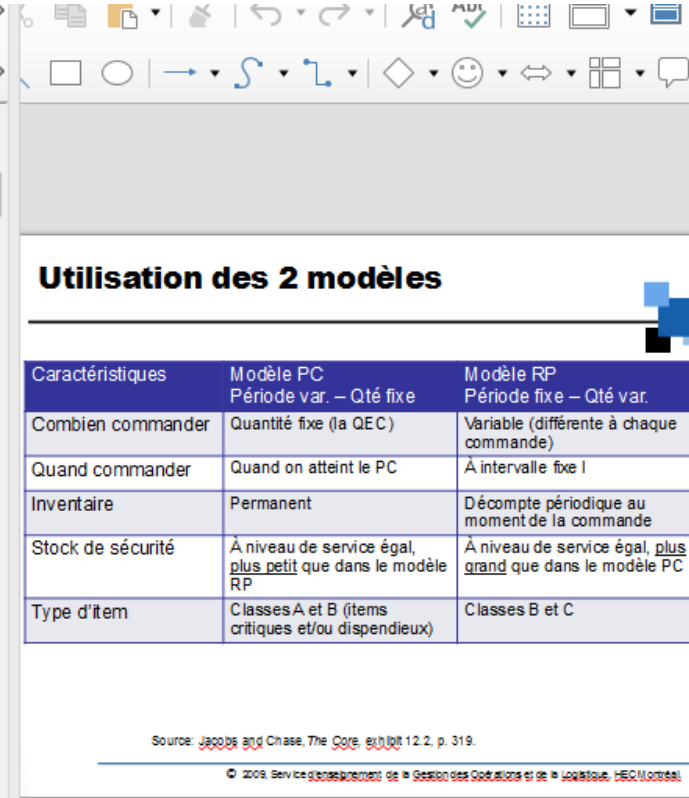 Utilisation des 2 modèles
Caractéristiques
Modèle PC
Période var. – Qté fixe
Modèle RP
Période fixe – Qté var.
Combien commander
Quantité fixe (la QEC)
Variable (différente à chaque
commande)
Quand commander
Quand on atteint le PC
À intervalle fixe I
Inventaire
Permanent
Décompte périodique au
moment de la commande
Stock de sécurité
À niveau de service égal,
plus petit que dans le modèle
RP
À niveau de service égal, plus
grand que dans le modèle PC
Type d'item
Classes A et B (items
critiques et/ou dispendieux)
Classes B et C
Source: Jacobs and Chase, The Core, exhibit 12.2, p. 319.
© 2009, Service d'enseignement de la Gestion des Opérations et de la Logistique, HEC Montréal